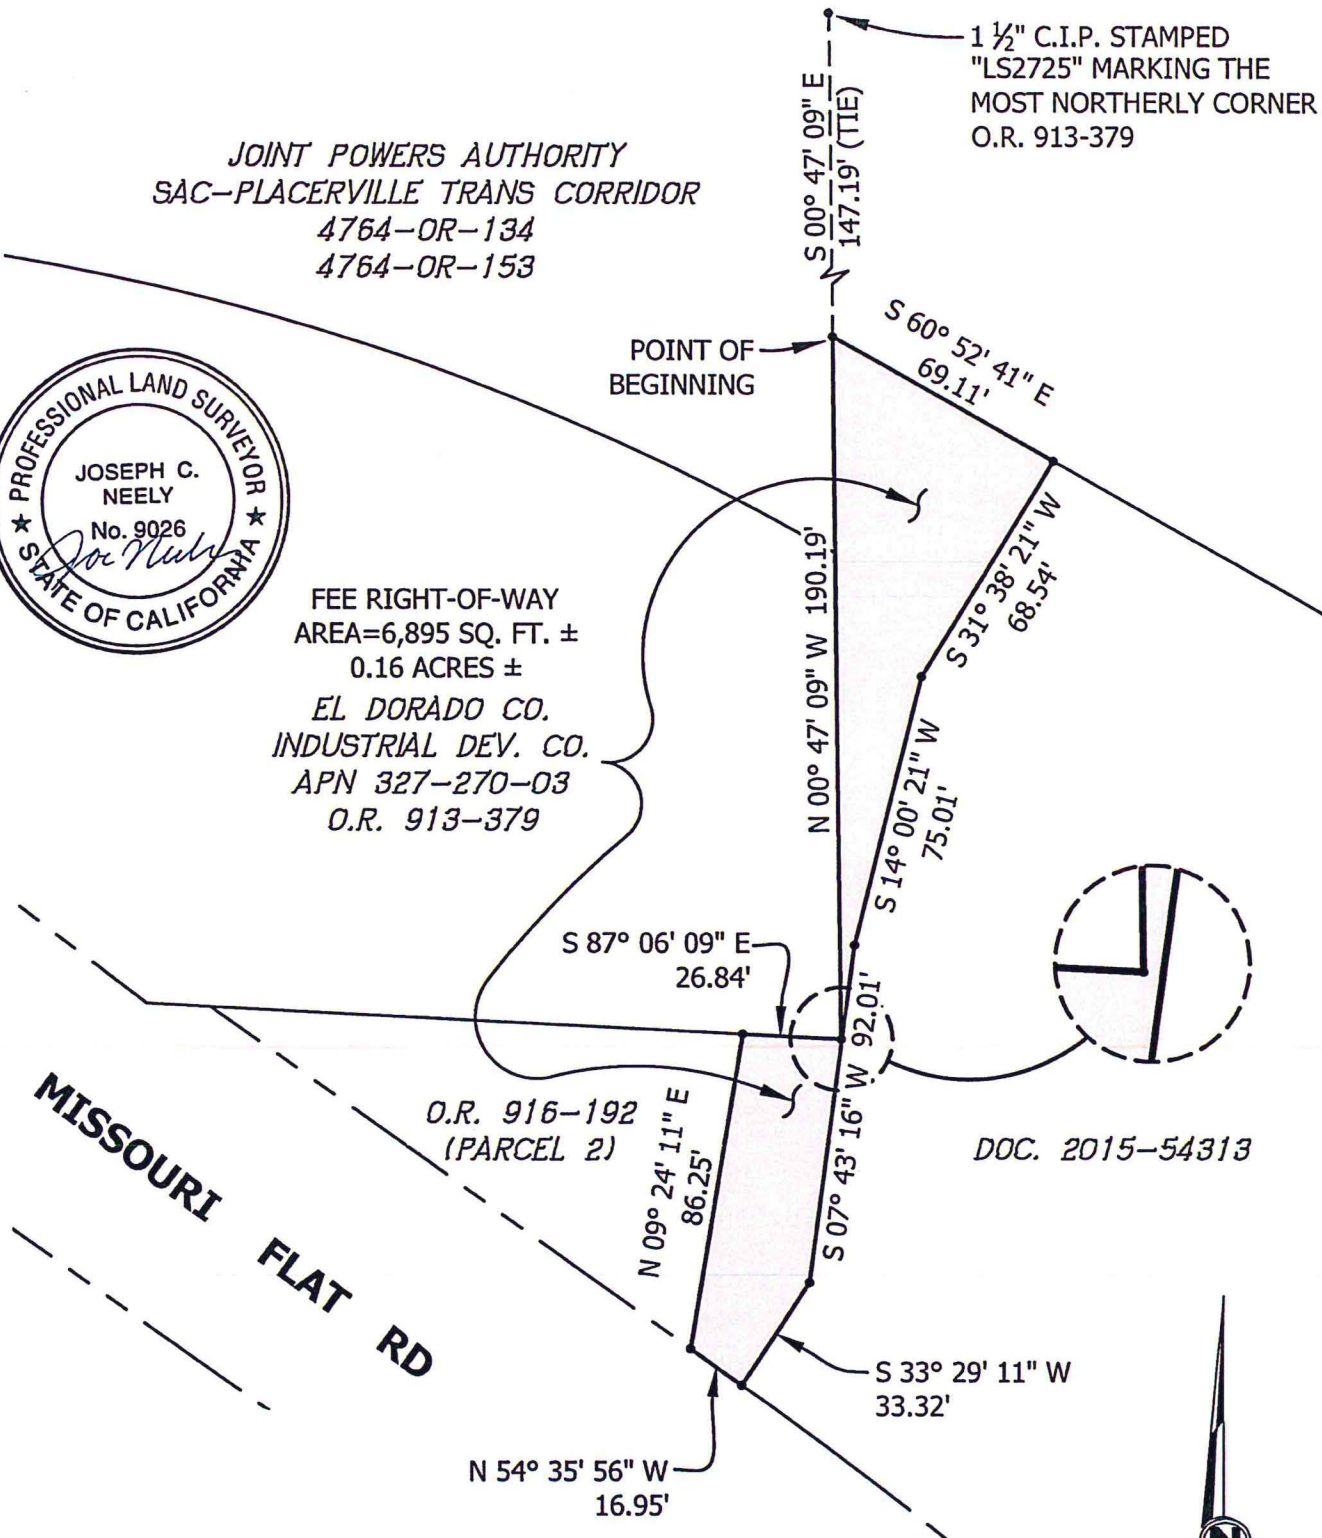 1 ½" C.I.P. STAMPED
"LS2725" MARKING THE
MOST NORTHERLY CORNER
O.R. 913-379
S 00° 47' 09" E
147.19' (TIE)
JOINT POWERS AUTHORITY
SAC-PLACERVILLE TRANS CORRIDOR
4764-OR-134
4764-OR-153
POINT OF
BEGINNING
S 60° 52' 41" E
69.11'
PROFESSIONAL LAND SURVEYOR
JOSEPH C.
NEELY
No. 9026
STATE OF CALIFORNIA
S 31° 38' 21" W
68.54'
N 00° 47' 09" W 190.19'
FEE RIGHT-OF-WAY
AREA=6,895 SQ. FT. ±
0.16 ACRES ±
EL DORADO CO.
INDUSTRIAL DEV. CO.
APN 327-270-03
O.R. 913-379
S 14° 00' 21" W
75.01'
S 87° 06' 09" E
26.84'
S 07° 43' 16" W 92.01'
O.R. 916-192
(PARCEL 2)
N 09° 24' 11" E
86.25'
DOC. 2015-54313
MISSOURI FLAT RD
S 33° 29' 11" W
33.32'
N 54° 35' 56" W
16.95'
N